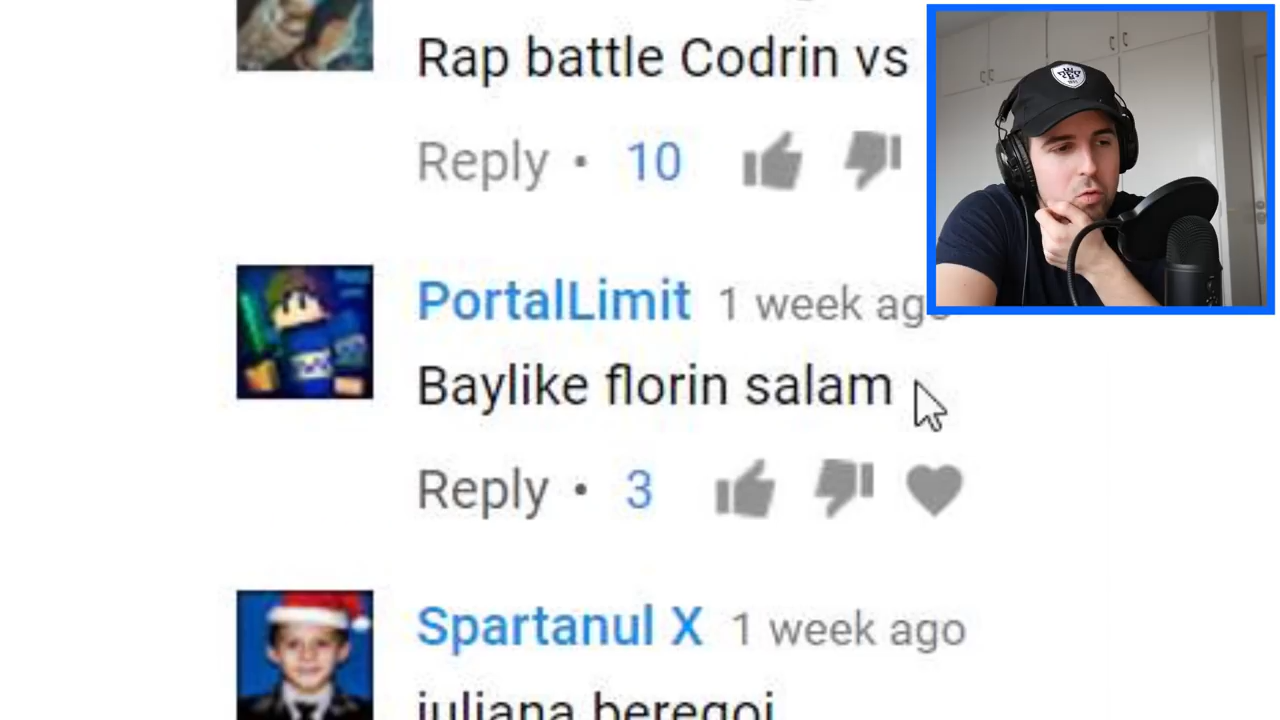 Rap battle Codrin vs
Reply • 10
PortalLimit 1 week ago
Baylike florin salam
Reply • 3
Spartanul X 1 week ago
iuliana beregoi